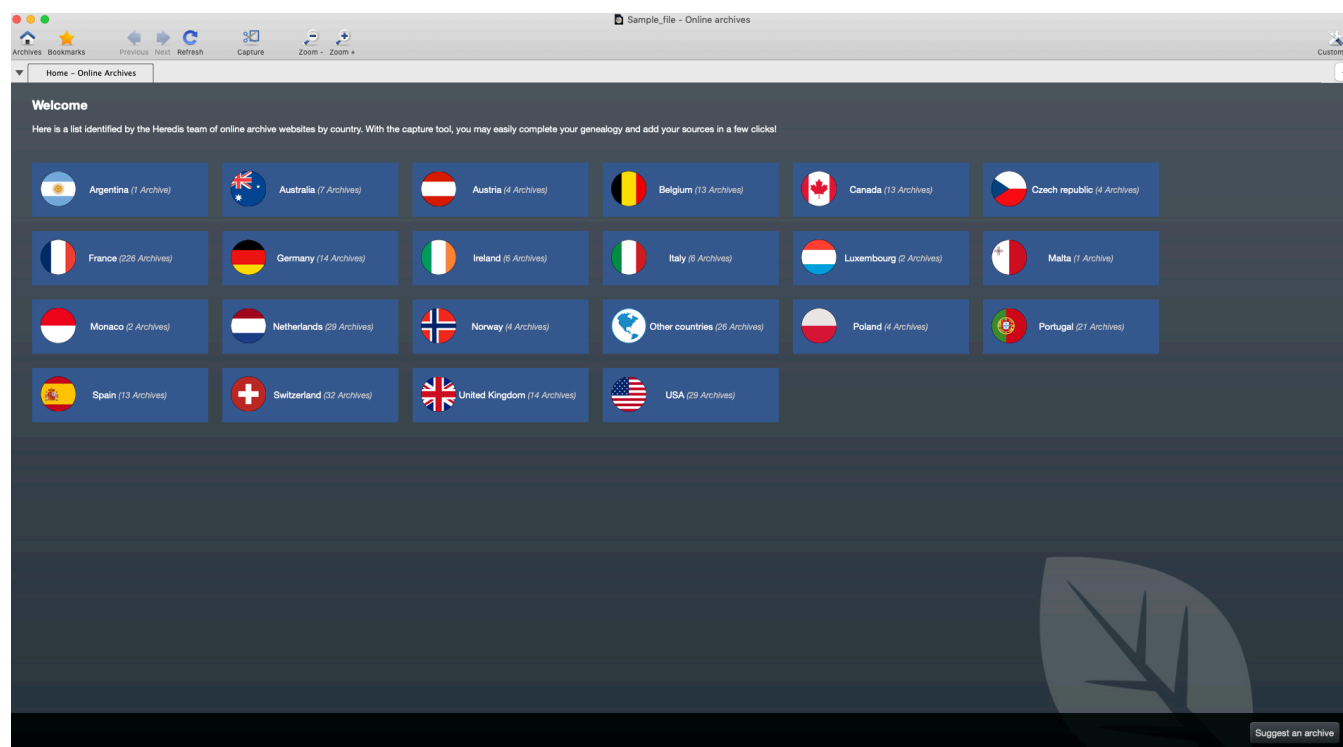 Sample_file - Online archives
Archives Bookmarks Previous Next Refresh Capture Zoom - Zoom +
Home - Online Archives
Welcome
Here is a list identified by the Heredis team of online archive websites by country. With the capture tool, you may easily complete your genealogy and add your sources in a few clicks!
Argentina (1 Archive)
Australia (7 Archives)
Austria (4 Archives)
Belgium (13 Archives)
Canada (13 Archives)
Czech republic (4 Archives)
France (226 Archives)
Germany (14 Archives)
Ireland (6 Archives)
Italy (6 Archives)
Luxembourg (2 Archives)
Malta (1 Archive)
Monaco (2 Archives)
Netherlands (29 Archives)
Norway (4 Archives)
Other countries (26 Archives)
Poland (4 Archives)
Portugal (21 Archives)
Spain (13 Archives)
Switzerland (32 Archives)
United Kingdom (14 Archives)
USA (29 Archives)
Suggest an archive